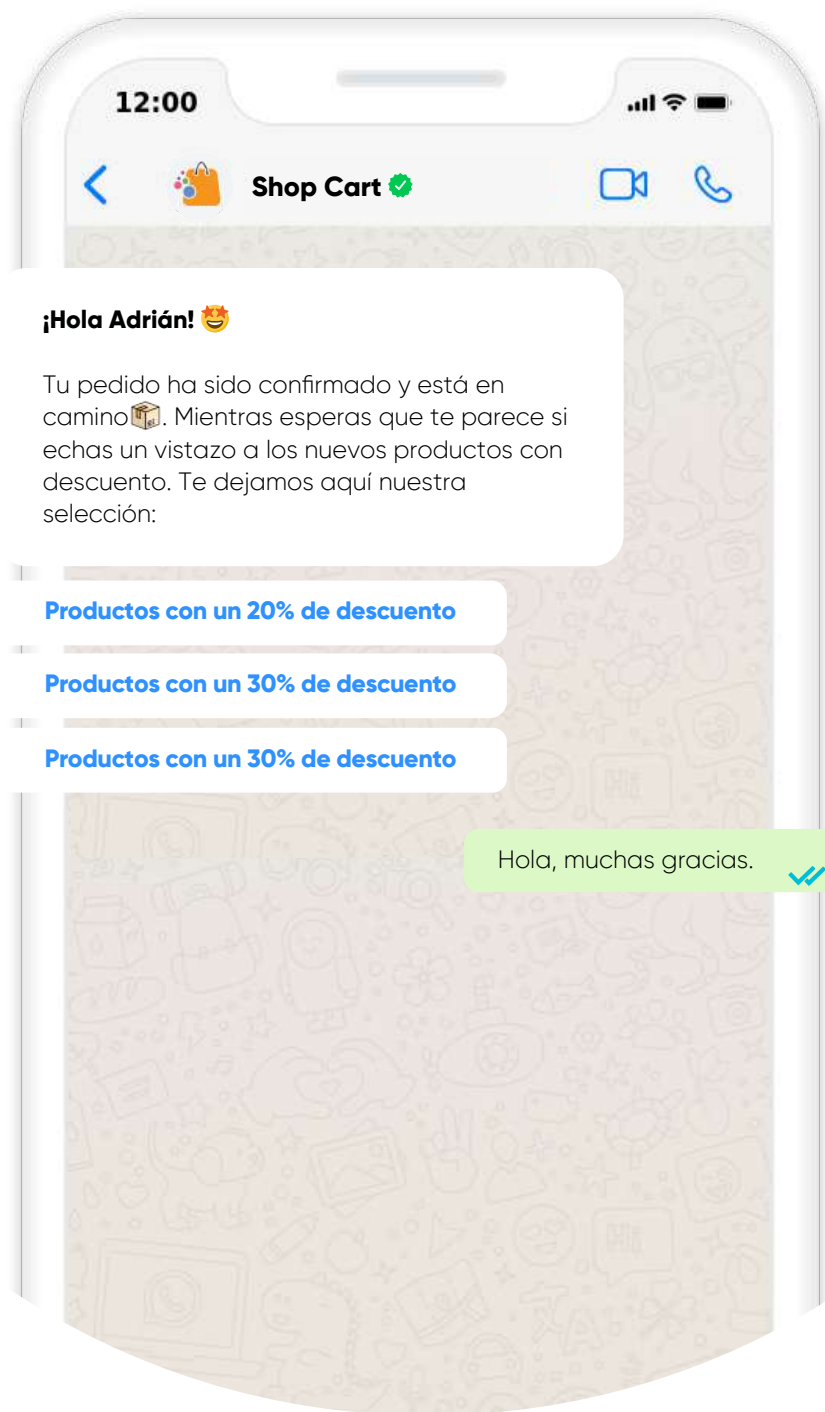 12:00
Shop Cart
¡Hola Adrián! 🤩
Tu pedido ha sido confirmado y está en
camino📦. Mientras esperas que te parece si
echas un vistazo a los nuevos productos con
descuento. Te dejamos aquí nuestra
selección:
Productos con un 20% de descuento
Productos con un 30% de descuento
Productos con un 30% de descuento
Hola, muchas gracias.